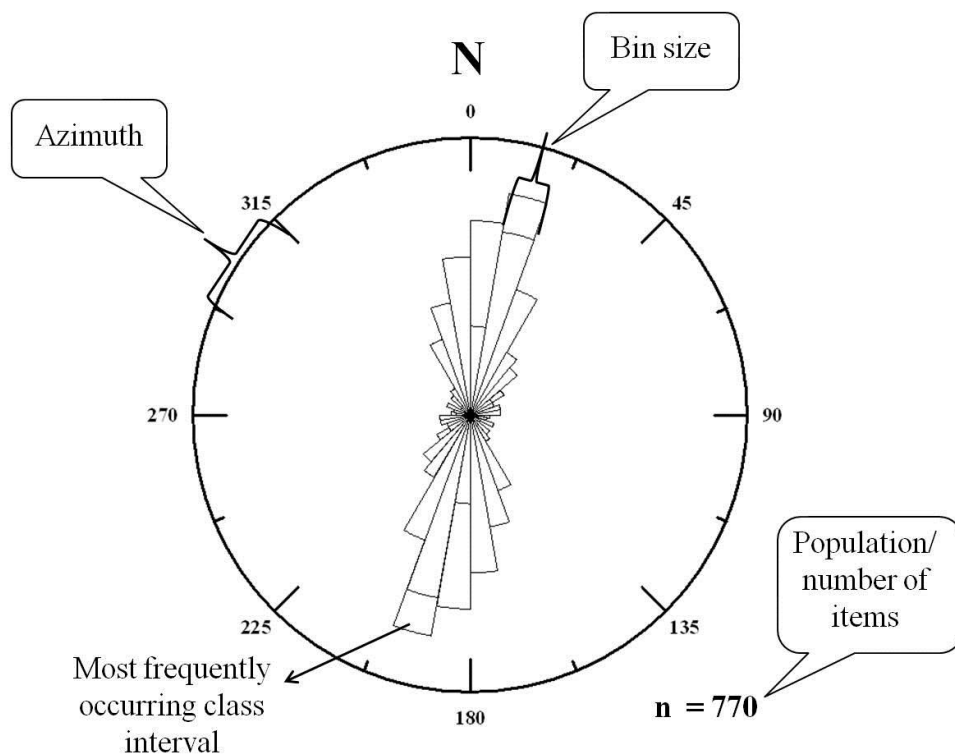 Bin size
N
0
Azimuth
315
45
270
90
Population/
number of
items
225
135
Most frequently
occurring class
interval
180
n = 770